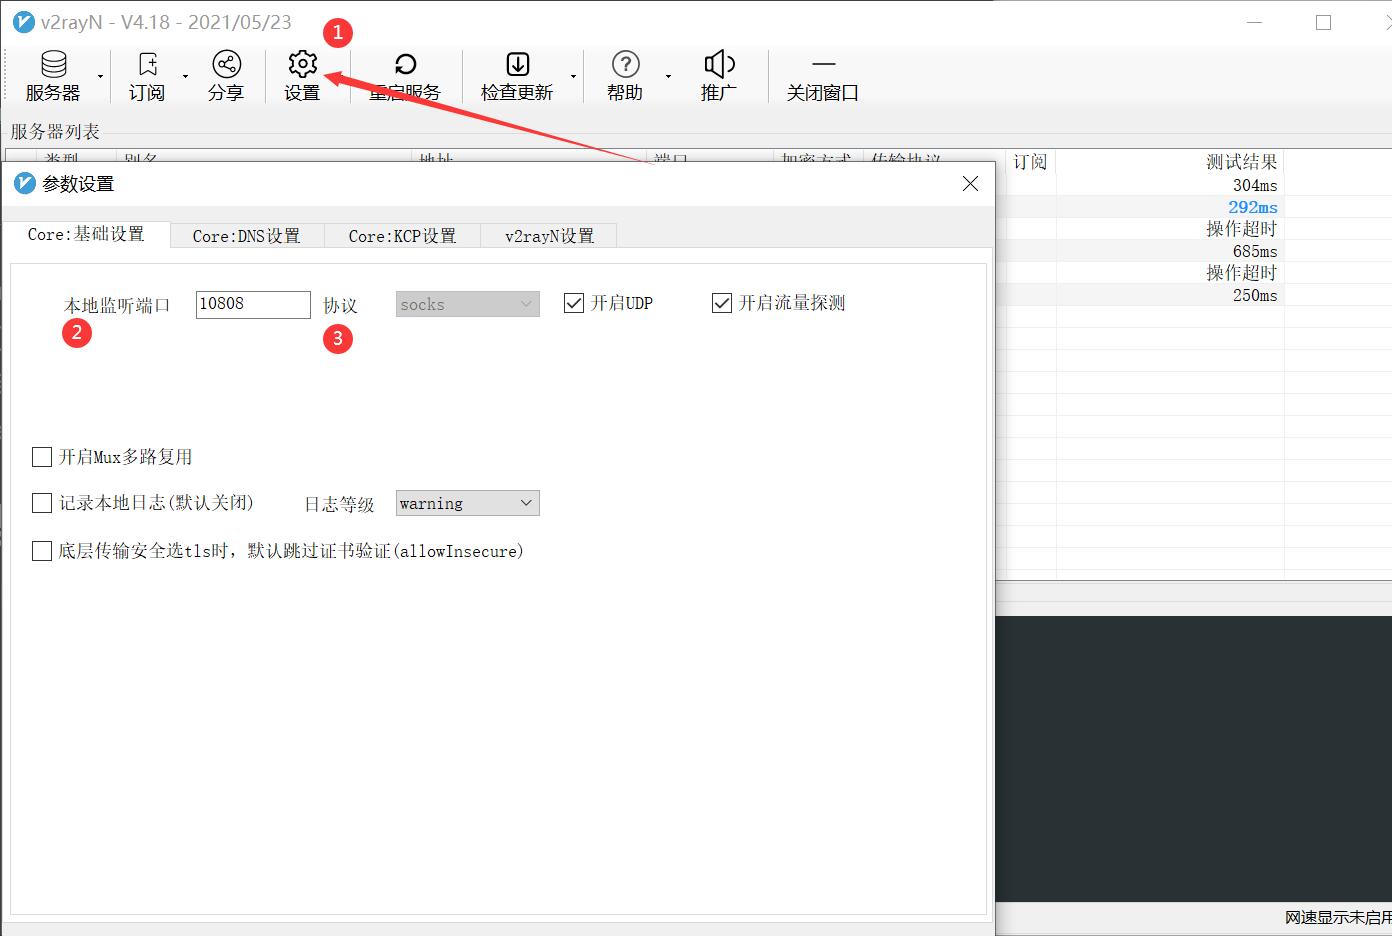 v2rayN - V4.18 - 2021/05/23
1
服务器 订阅 分享 设置 重启服务 检查更新 帮助 推广 关闭窗口
服务器列表
类型 别名 地址 端口 加密方式 传输协议 订阅 测试结果
304ms
292ms
操作超时
685ms
操作超时
250ms
参数设置
Core:基础设置 Core:DNS设置 Core:KCP设置 v2rayN设置
本地监听端口 10808 协议 socks 开启UDP 开启流量探测
2 3
开启Mux多路复用
记录本地日志(默认关闭) 日志等级 warning
底层传输安全选tls时，默认跳过证书验证(allowInsecure)
网速显示未启用